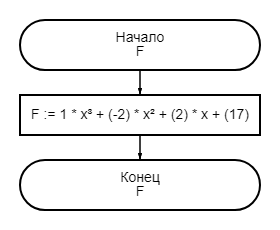 Начало
F
F := 1 * x³ + (-2) * x² + (2) * x + (17)
Конец
F